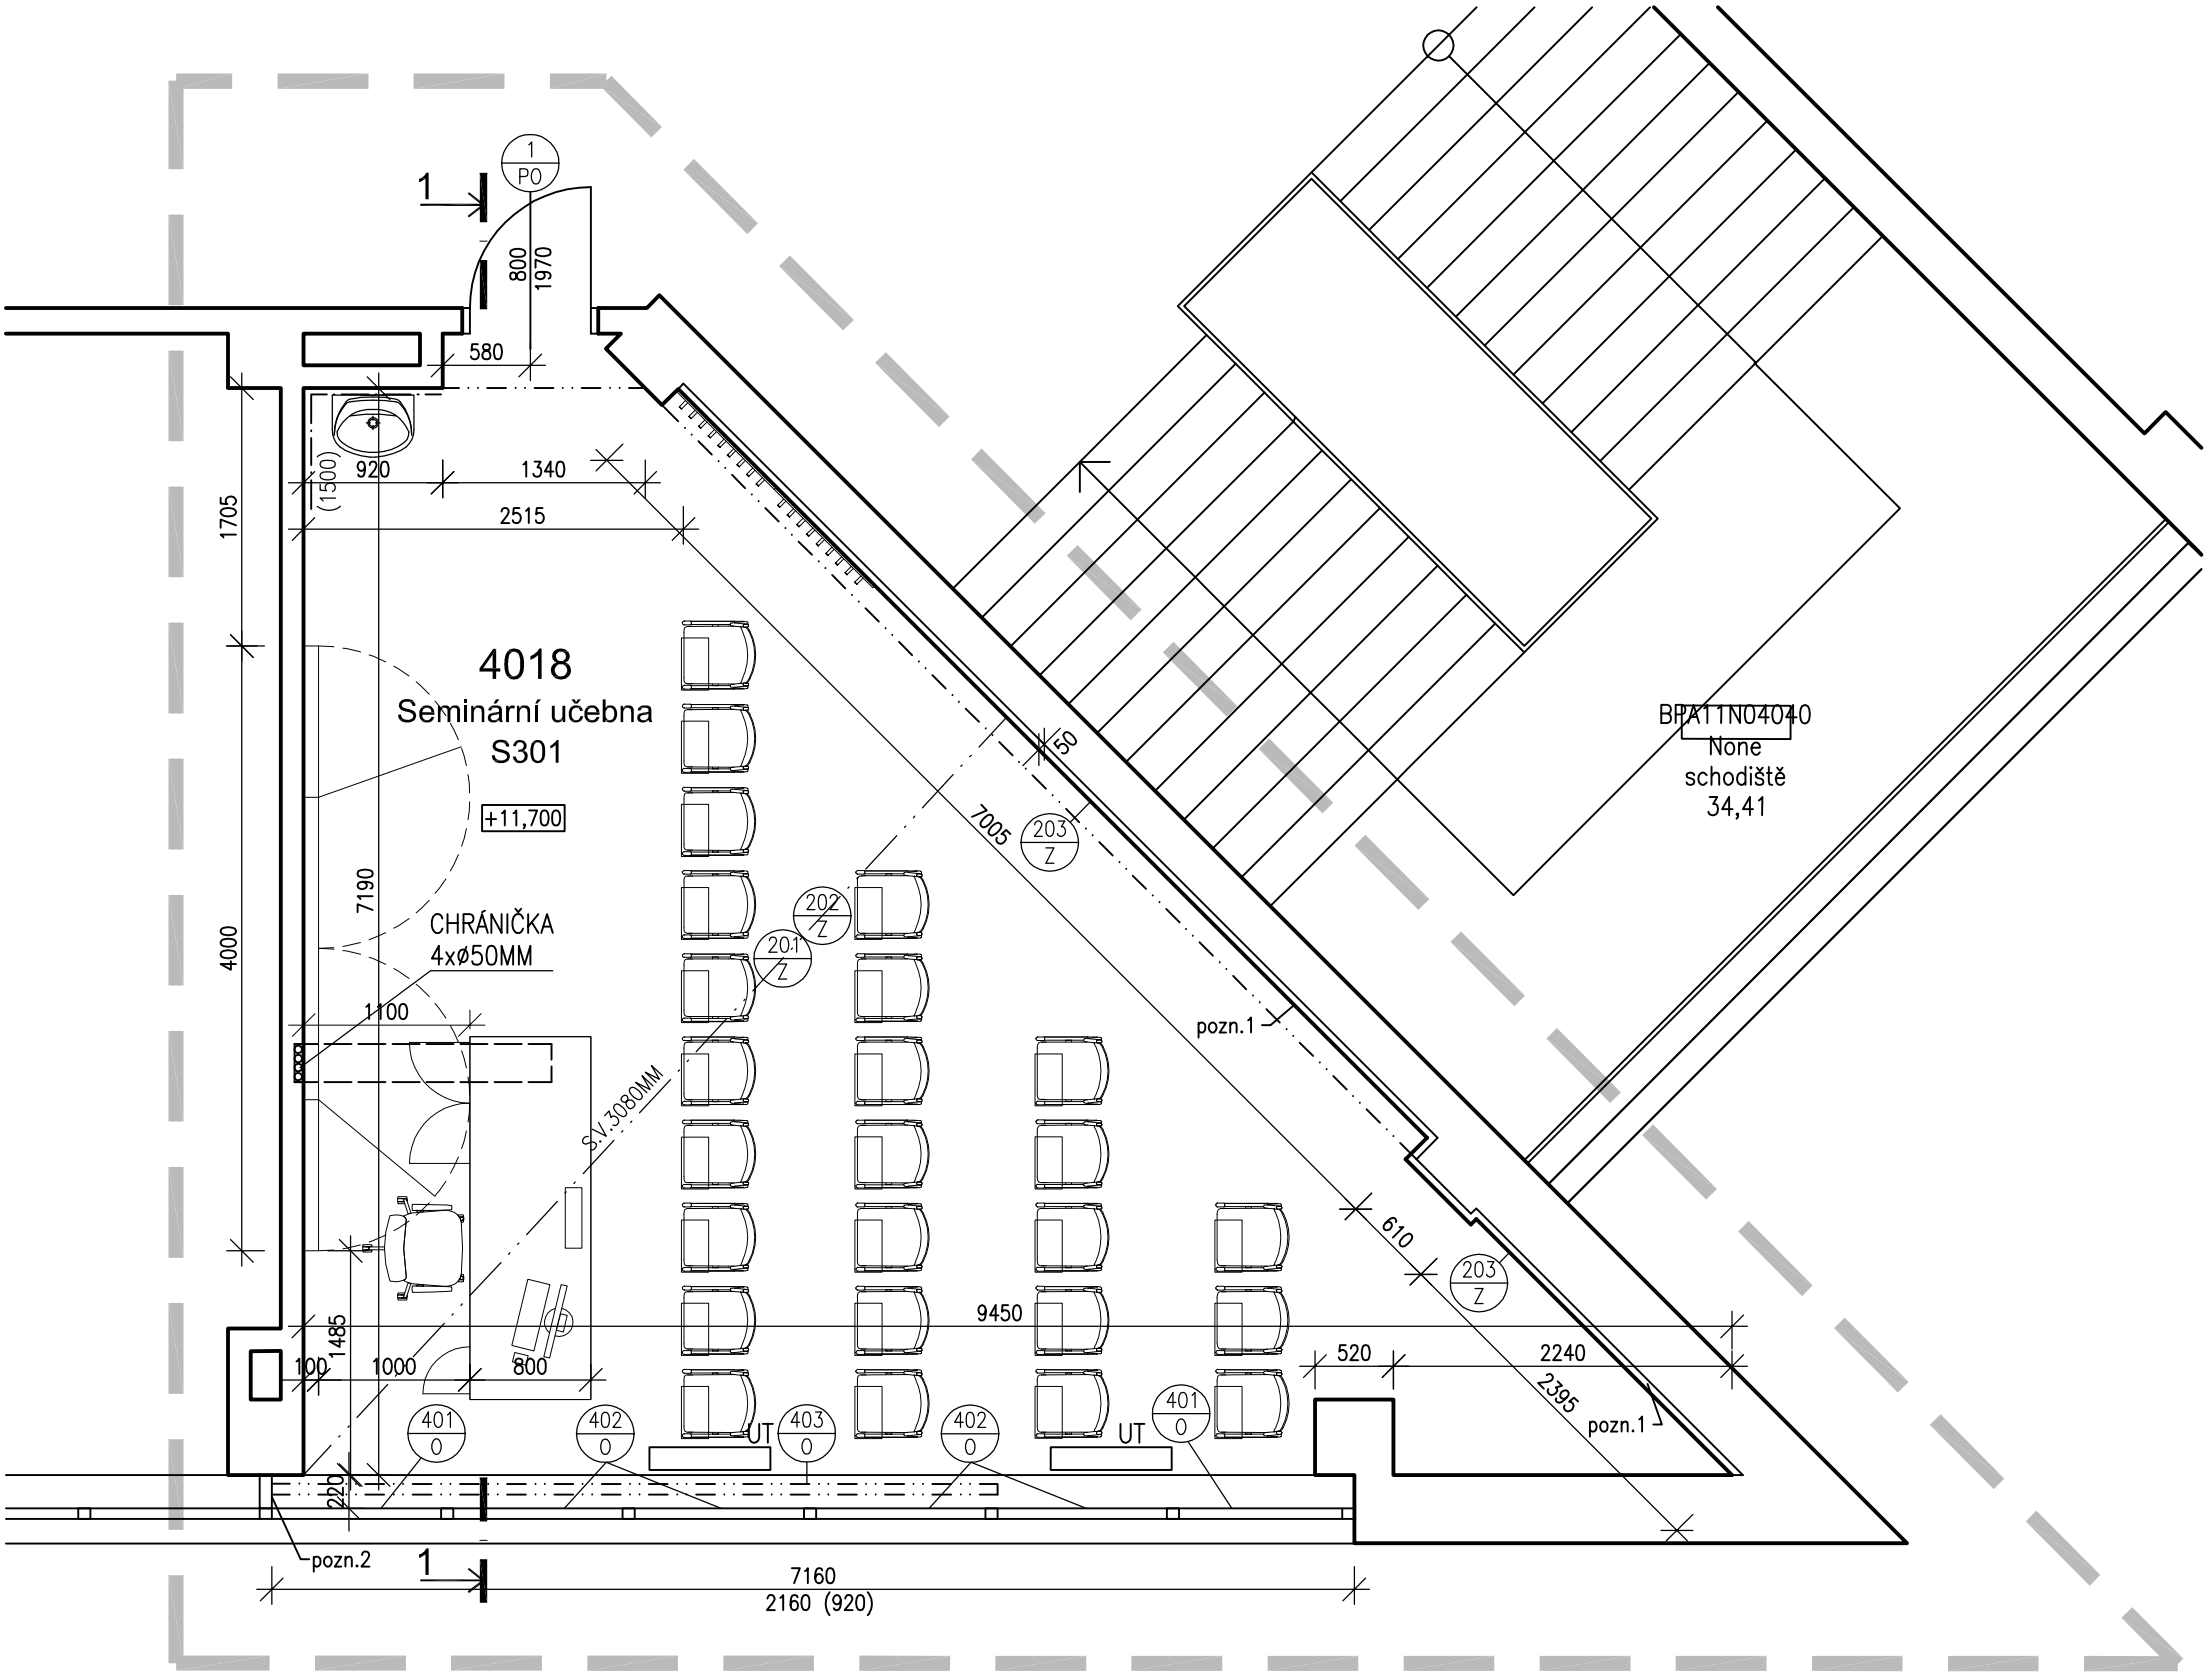 1
1
PO
800
1970
580
920
1340
(1500)
2515
1705
4018
Seminární učebna
S301
+11,700
7190
4000
CHRÁNIČKA
4xø50MM
1100
S.V.3080MM
202
Z
201
Z
50
203
Z
7005
pozn.1
BPA11N04040
None
schodiště
34,41
610
203
Z
9450
1485
100
1000
800
520
2240
2395
pozn.1
401
0
402
0
UT
403
0
402
0
UT
401
0
220
pozn.2
1
7160
2160 (920)